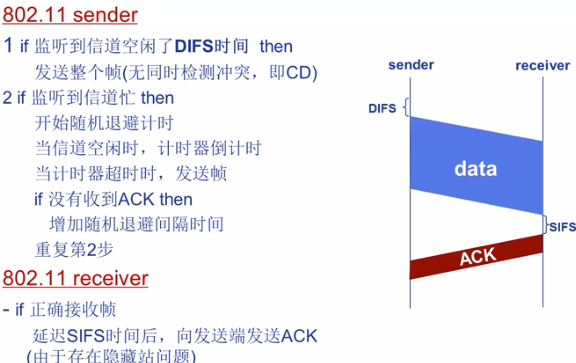 802.11 sender
1 if 监听到信道空闲了DIFS时间 then
发送整个帧(无同时检测冲突，即CD)
2 if 监听到信道忙 then
开始随机退避计时
当信道空闲时，计时器倒计时
当计时器超时时，发送帧
if 没有收到ACK then
增加随机退避间隔时间
重复第2步
802.11 receiver
- if 正确接收帧
延迟SIFS时间后，向发送端发送ACK
(由于存在隐藏站问题)
sender
receiver
DIFS
data
SIFS
ACK